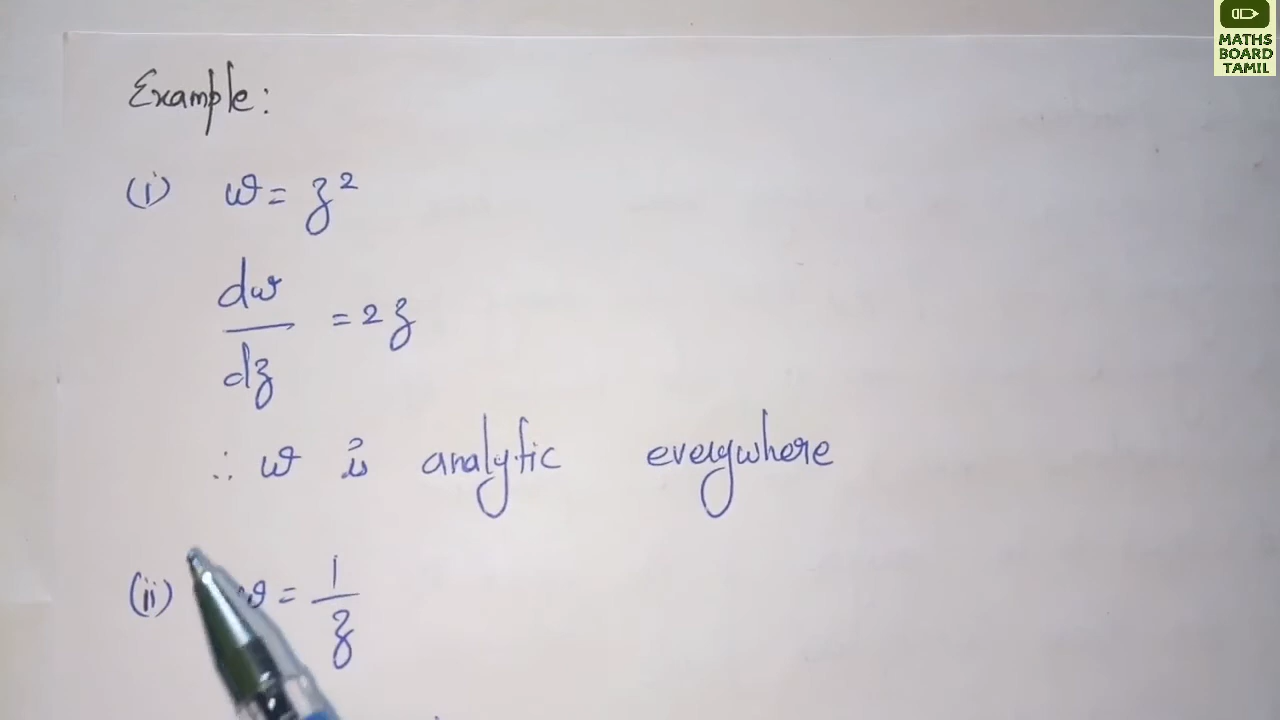 MATHS
BOARD
TAMIL
Example:
(i) w = z²
dw
dz = 2z
∴ w is analytic everywhere
(ii) w = 1
z